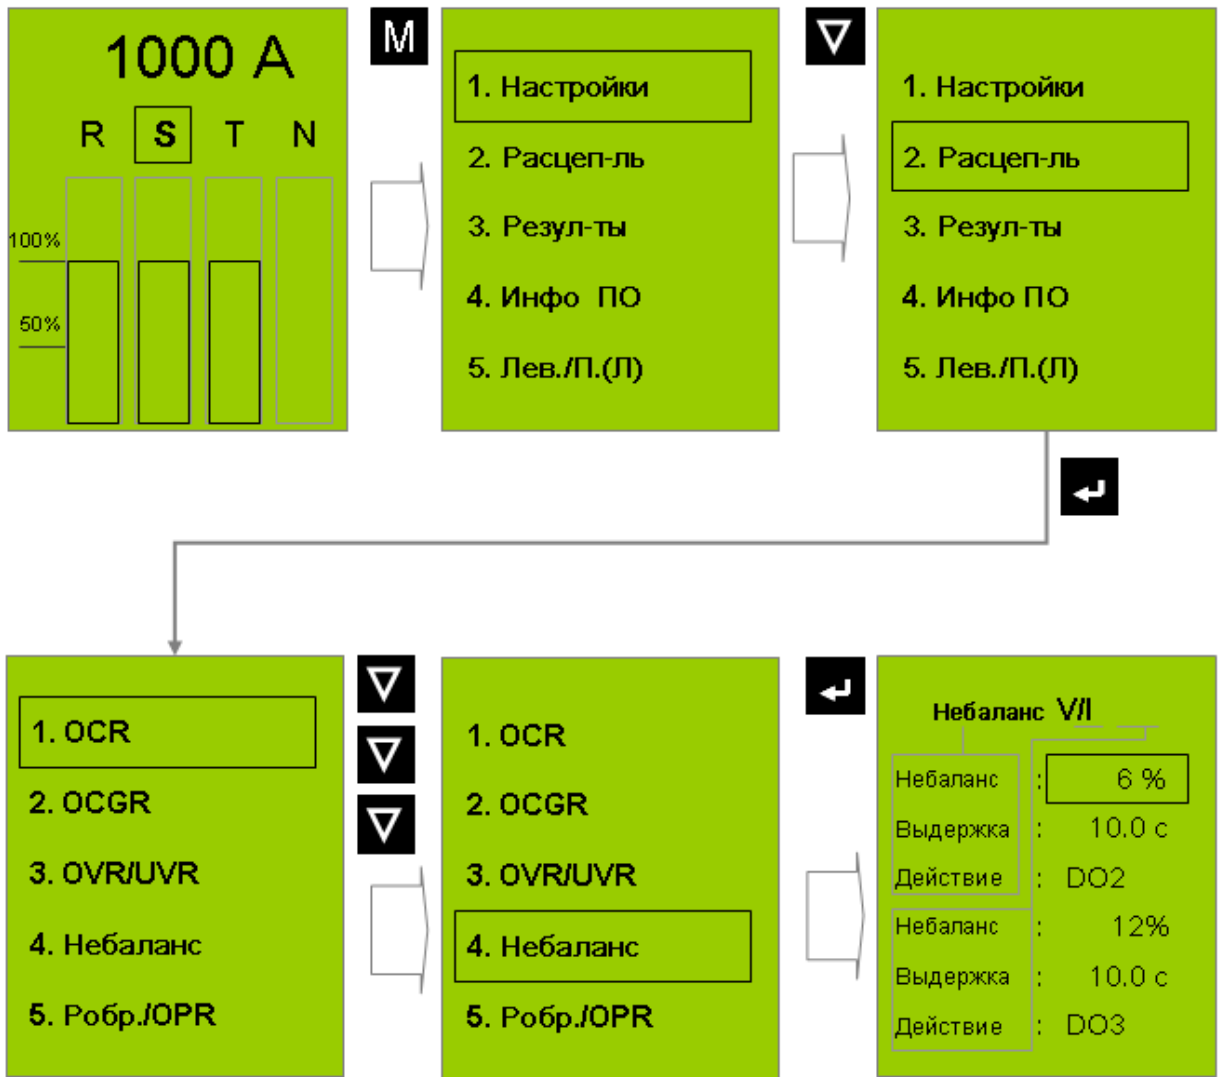 1000 A
R S T N
100%
50%
M
1. Настройки
2. Расцеп-ль
3. Резул-ты
4. Инфо ПО
5. Лев./П.(Л)
1. Настройки
2. Расцеп-ль
3. Резул-ты
4. Инфо ПО
5. Лев./П.(Л)
1. OCR
2. OCGR
3. OVR/UVR
4. Небаланс
5. Pобр./OPR
1. OCR
2. OCGR
3. OVR/UVR
4. Небаланс
5. Pобр./OPR
Небаланс V/I
Небаланс : 6 %
Выдержка : 10.0 с
Действие : DO2
Небаланс : 12%
Выдержка : 10.0 с
Действие : DO3